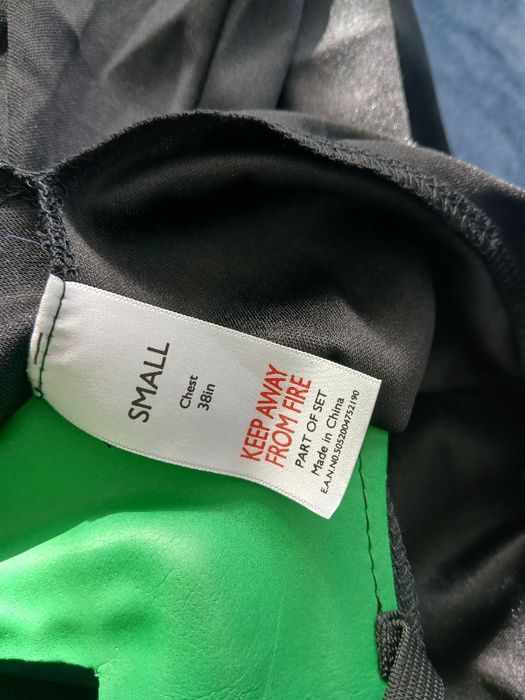 SMALL
Chest
38in
KEEP AWAY
FROM FIRE
PART OF SET
Made in China
E.A.N.NO.5052004752190